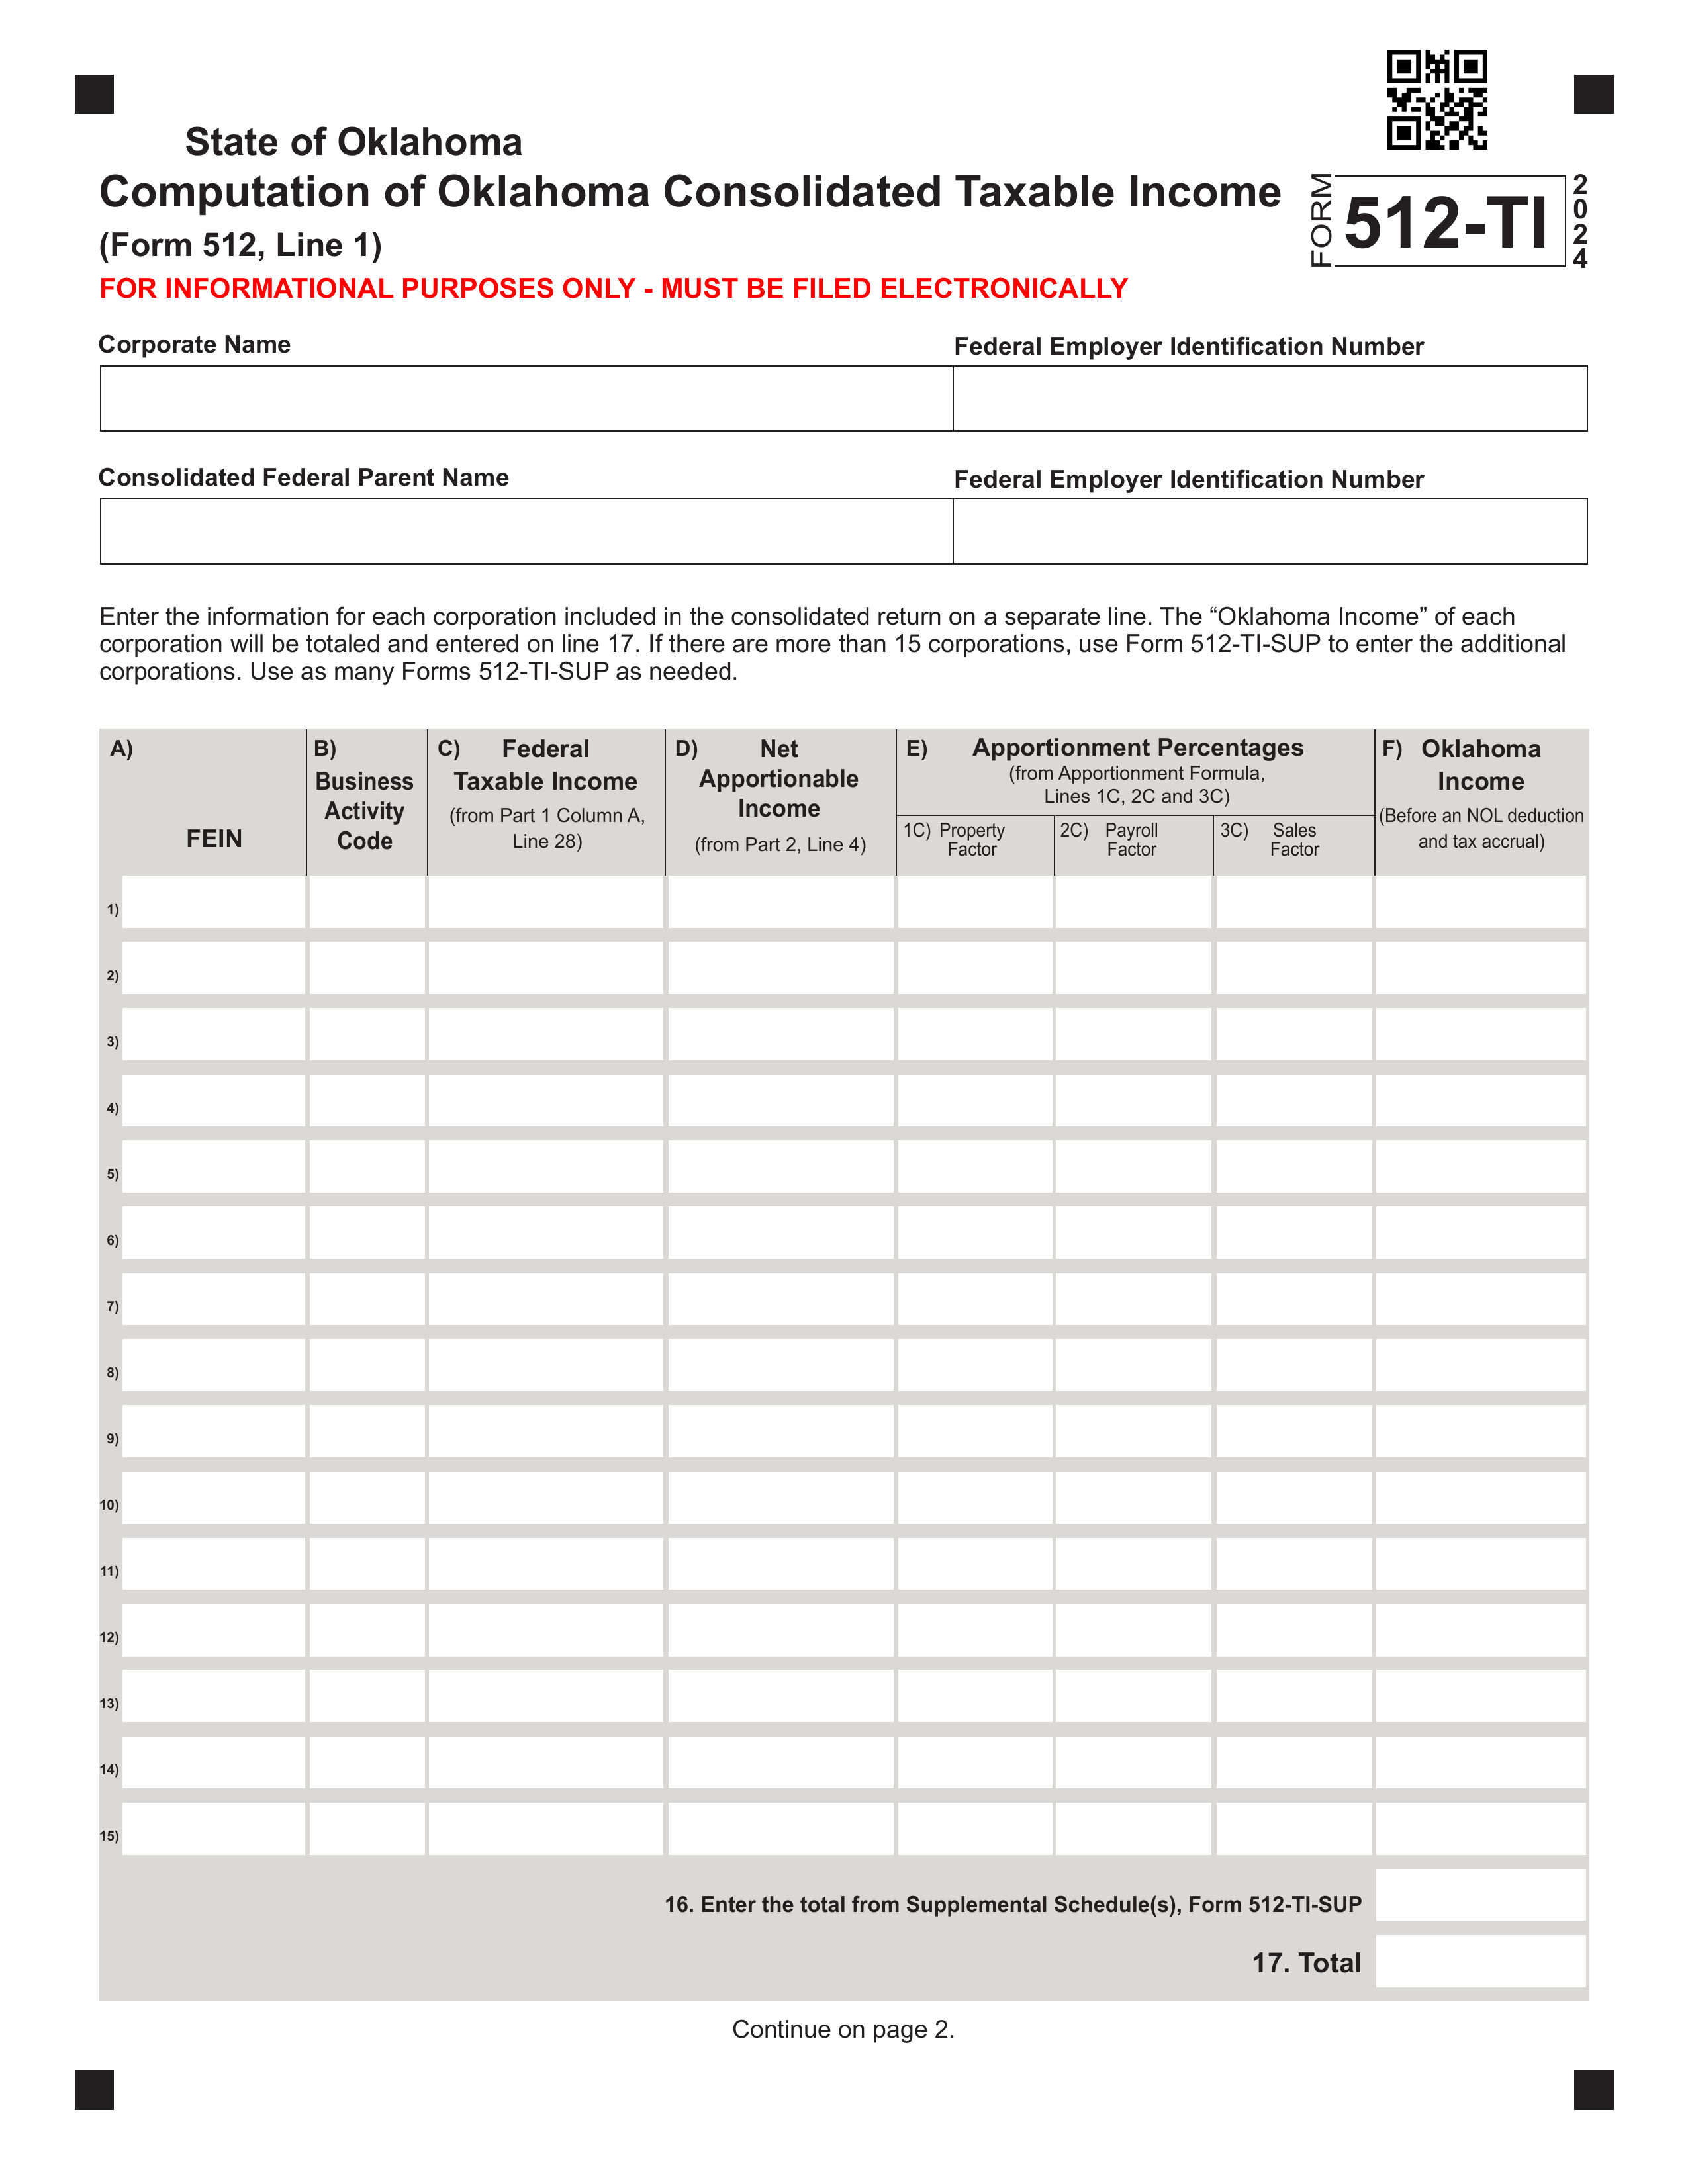 State of Oklahoma
Computation of Oklahoma Consolidated Taxable Income
(Form 512, Line 1)
FOR INFORMATIONAL PURPOSES ONLY - MUST BE FILED ELECTRONICALLY
FORM
512-TI
2024
Corporate Name
Federal Employer Identification Number
Consolidated Federal Parent Name
Federal Employer Identification Number
Enter the information for each corporation included in the consolidated return on a separate line. The “Oklahoma Income” of each
corporation will be totaled and entered on line 17. If there are more than 15 corporations, use Form 512-TI-SUP to enter the additional
corporations. Use as many Forms 512-TI-SUP as needed.
A)
FEIN
B)
Business
Activity
Code
C) Federal
Taxable Income
(from Part 1 Column A,
Line 28)
D) Net
Apportionable
Income
(from Part 2, Line 4)
E) Apportionment Percentages
(from Apportionment Formula,
Lines 1C, 2C and 3C)
1C) Property
Factor
2C) Payroll
Factor
3C) Sales
Factor
F) Oklahoma
Income
(Before an NOL deduction
and tax accrual)
1)
2)
3)
4)
5)
6)
7)
8)
9)
10)
11)
12)
13)
14)
15)
16. Enter the total from Supplemental Schedule(s), Form 512-TI-SUP
17. Total
Continue on page 2.